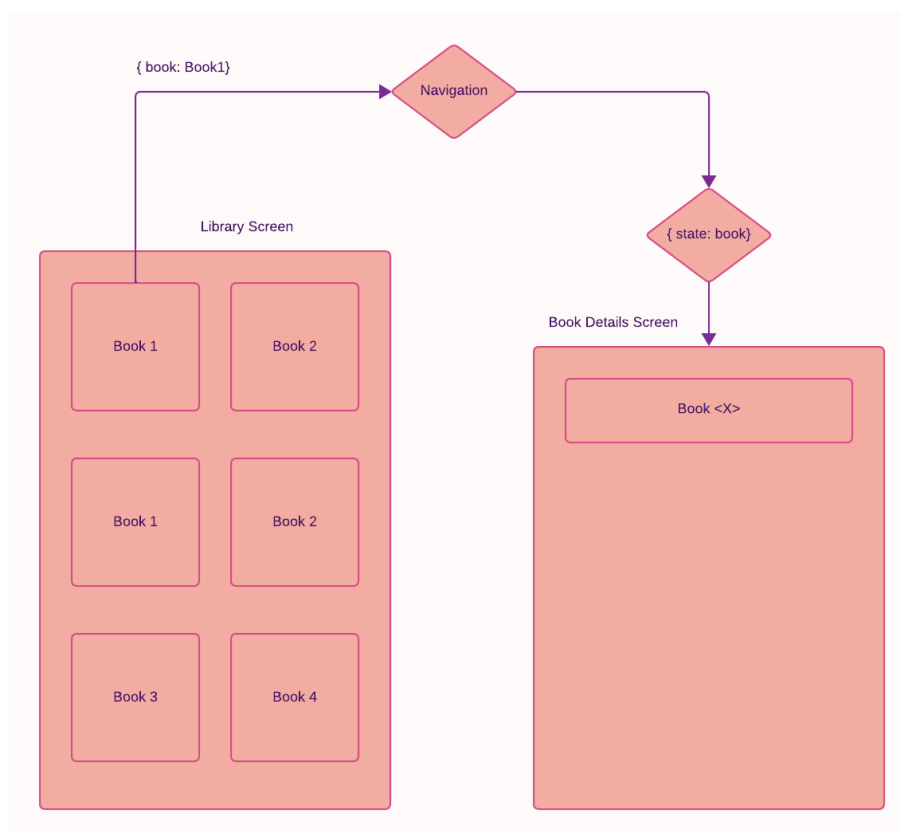 { book: Book1}
Navigation
Library Screen
{ state: book}
Book Details Screen
Book 1
Book 2
Book <X>
Book 1
Book 2
Book 3
Book 4